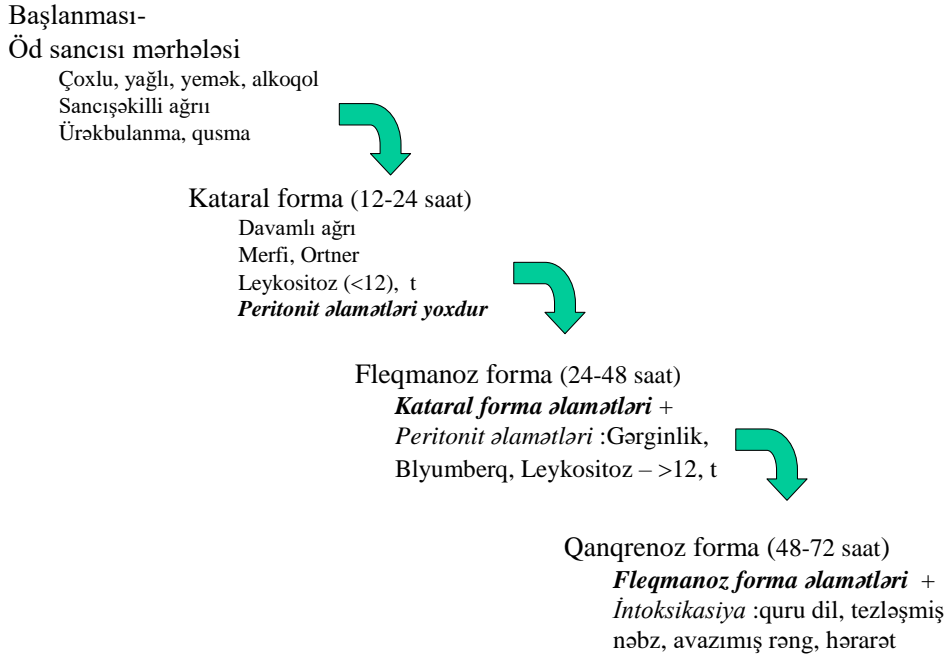 Başlanması-
Öd sancısı mərhələsi
Çoxlu, yağlı, yemək, alkoqol
Sancışəkilli ağrıı
Ürəkbulanma, qusma
Kataral forma (12-24 saat)
Davamlı ağrı
Merfi, Ortner
Leykositoz (<12), t
Peritonit əlamətləri yoxdur
Fleqmanoz forma (24-48 saat)
Kataral forma əlamətləri +
Peritonit əlamətləri :Gərginlik,
Blyumberq, Leykositoz – >12, t
Qanqrenoz forma (48-72 saat)
Fleqmanoz forma əlamətləri +
İntoksikasiya :quru dil, tezləşmiş
nəbz, avazımış rəng, hərarət